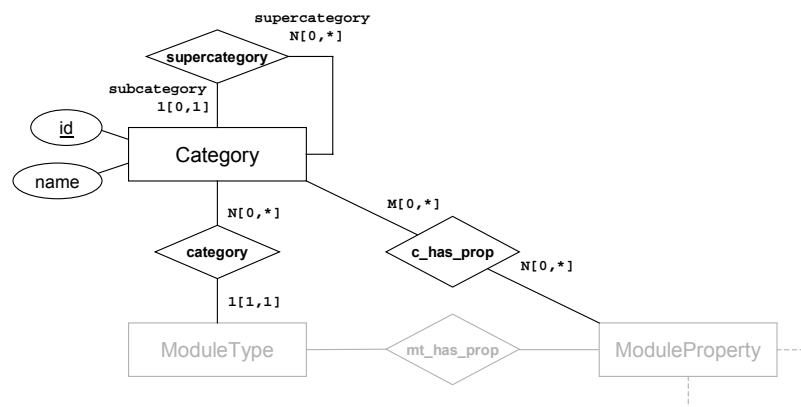 supercategory
N[0,*]
supercategory
subcategory
1[0,1]
id
Category
name
N[0,*]
M[0,*]
category
c_has_prop
N[0,*]
1[1,1]
ModuleType
mt_has_prop
ModuleProperty